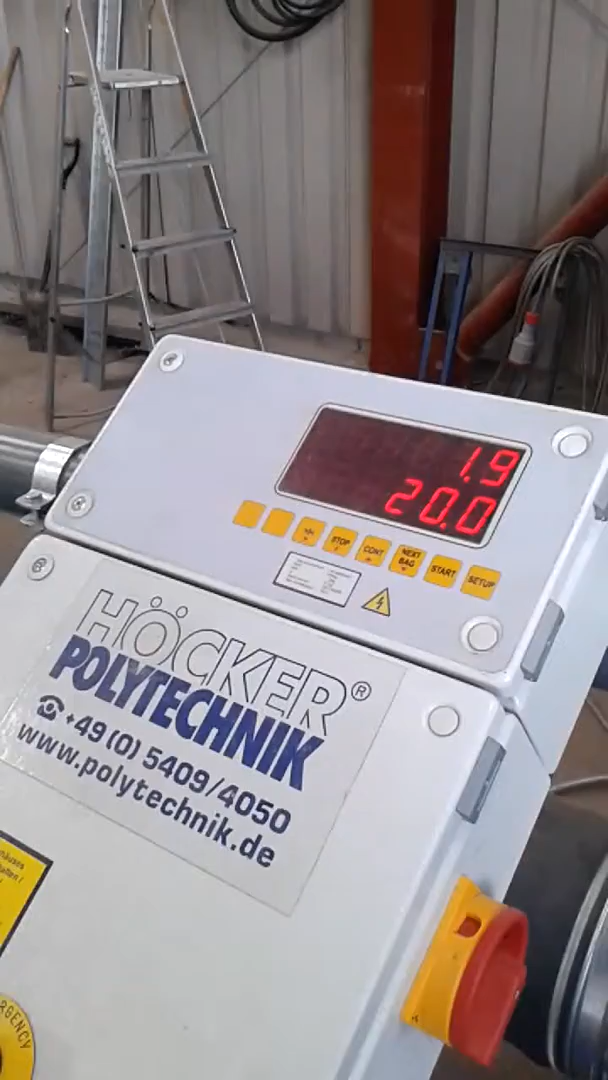 1.9
20.0
STOP
CONT
NEXT
BAG
START
SETUP
HÖCKER®
POLYTECHNIK
☎+49 (0) 5409/4050
www.polytechnik.de